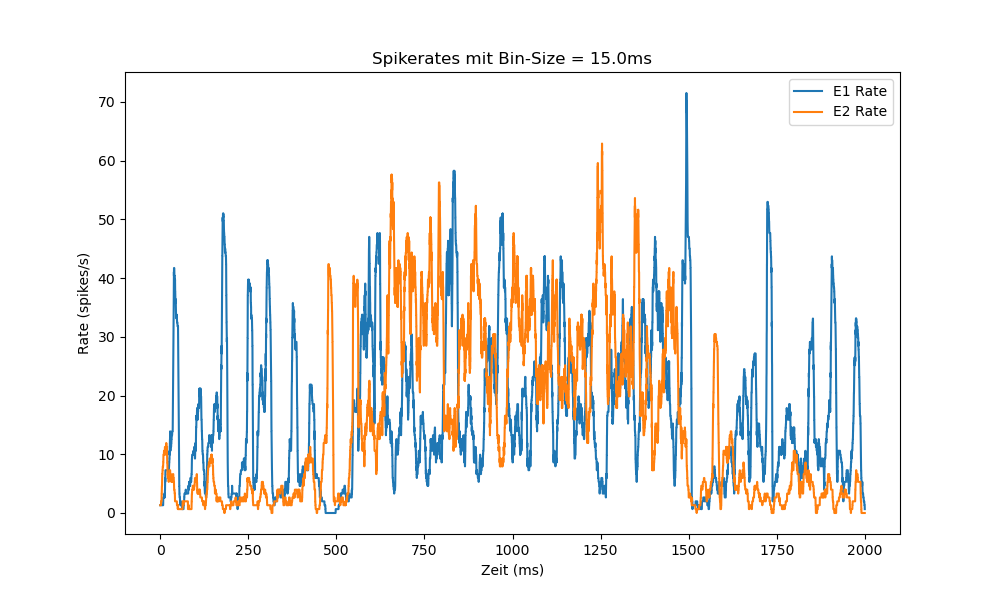 Spikerates mit Bin-Size = 15.0ms
E1 Rate
E2 Rate
Rate (spikes/s)
70
60
50
40
30
20
10
0
0 250 500 750 1000 1250 1500 1750 2000
Zeit (ms)